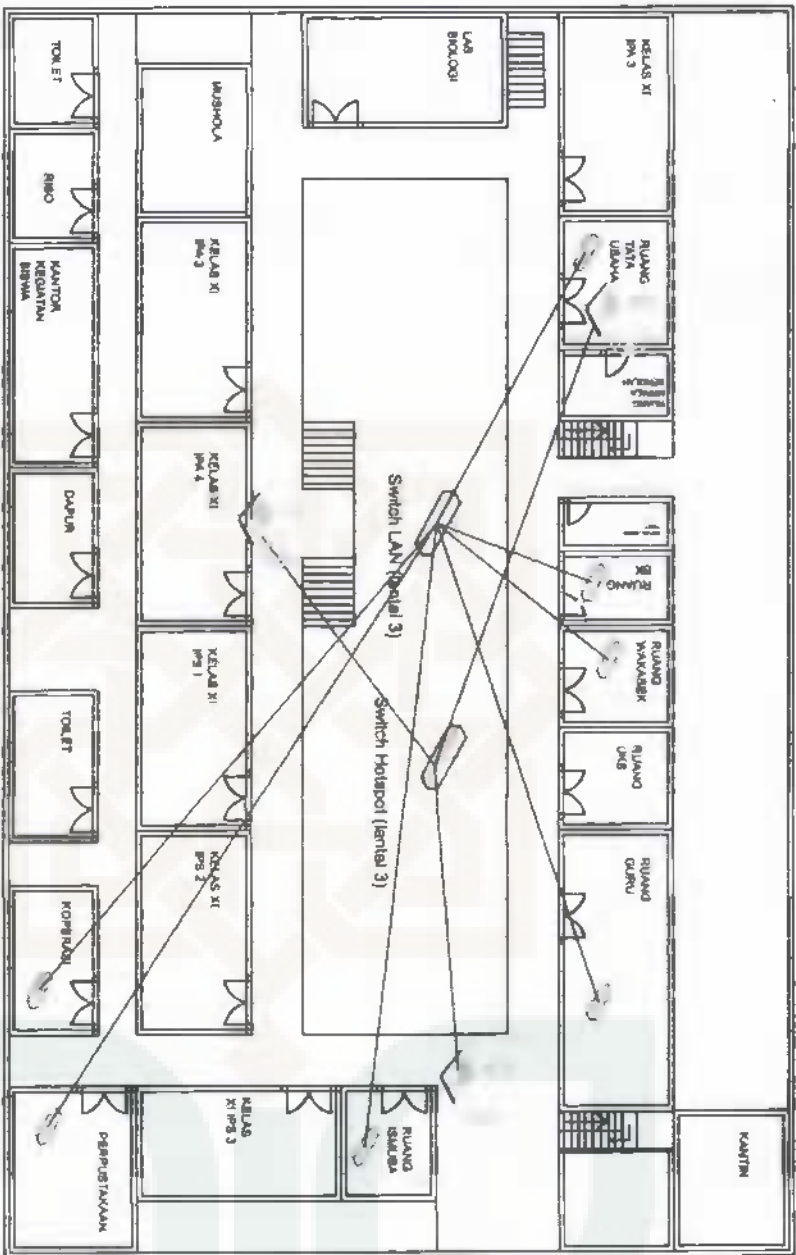 KELAS XI
IPA 3
RUANG
TATA
USAHA
RUANG
BK
RUANG
WAKASEK
RUANG
UKS
RUANG
GURU
KANTIN
LAB
BIOLOGI
Switch LAN (lantai 3)
Switch Hotspot (lantai 3)
RUANG
ISMUBA
MUSHOLA
KELAS XI
IPA 3
KELAS XI
IPA 4
KELAS XI
IPS 1
KELAS XI
IPS 2
KELAS
XI IPS 3
TOILET
KANTOR
KEGIATAN
SISWA
DAPUR
TOILET
KOPERASI
PERPUSTAKAAN